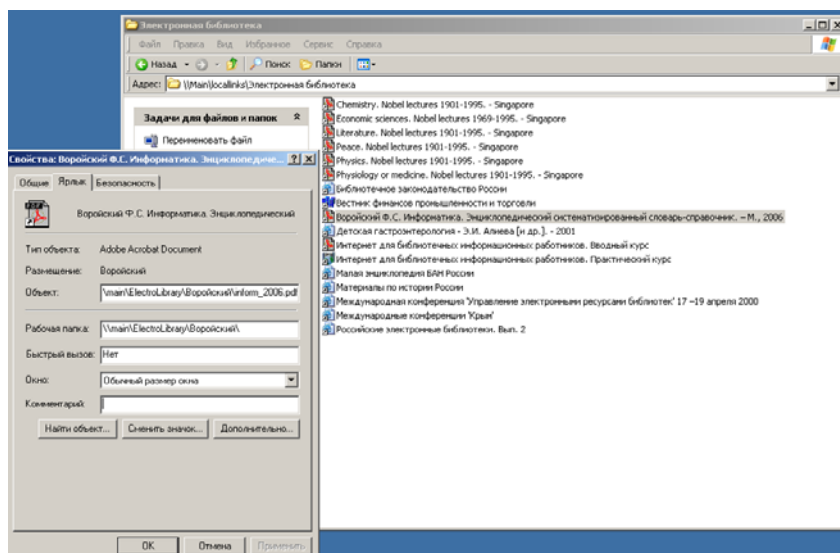 Электронная библиотека
Файл Правка Вид Избранное Сервис Справка
Назад Поиск Папки
Адрес: \\Main\locallinks\Электронная библиотека
Задачи для файлов и папок
Переименовать файл
Chemistry. Nobel lectures 1901-1995. - Singapore
Economic sciences. Nobel lectures 1969-1995. - Singapore
Literature. Nobel lectures 1901-1995. - Singapore
Peace. Nobel lectures 1901-1995. - Singapore
Physics. Nobel lectures 1901-1995. - Singapore
Physiology or medicine. Nobel lectures 1901-1995. - Singapore
Библиотечное законодательство России
Вестник финансов промышленности и торговли
Воройский Ф.С. Информатика. Энциклопедический систематизированный словарь-справочник. – М., 2006
Детская гастроэнтерология - Э.И. Алиева [и др.]. - 2001
Интернет для библиотечных информационных работников. Вводный курс
Интернет для библиотечных информационных работников. Практический курс
Малая энциклопедия БАН России
Материалы по истории России
Международная конференция 'Управление электронными ресурсами библиотек' 17 –19 апреля 2000
Международные конференции 'Крым'
Российские электронные библиотеки. Вып. 2
Свойства: Воройский Ф.С. Информатика. Энциклопедиче...
Общие Ярлык Безопасность
Воройский Ф.С. Информатика. Энциклопедический
Тип объекта: Adobe Acrobat Document
Размещение: Воройский
Объект: \main\ElectroLibrary\Воройский\inform_2006.pdf
Рабочая папка: \\main\ElectroLibrary\Воройский\
Быстрый вызов: Нет
Окно: Обычный размер окна
Комментарий:
Найти объект... Сменить значок... Дополнительно...
OK Отмена Применить